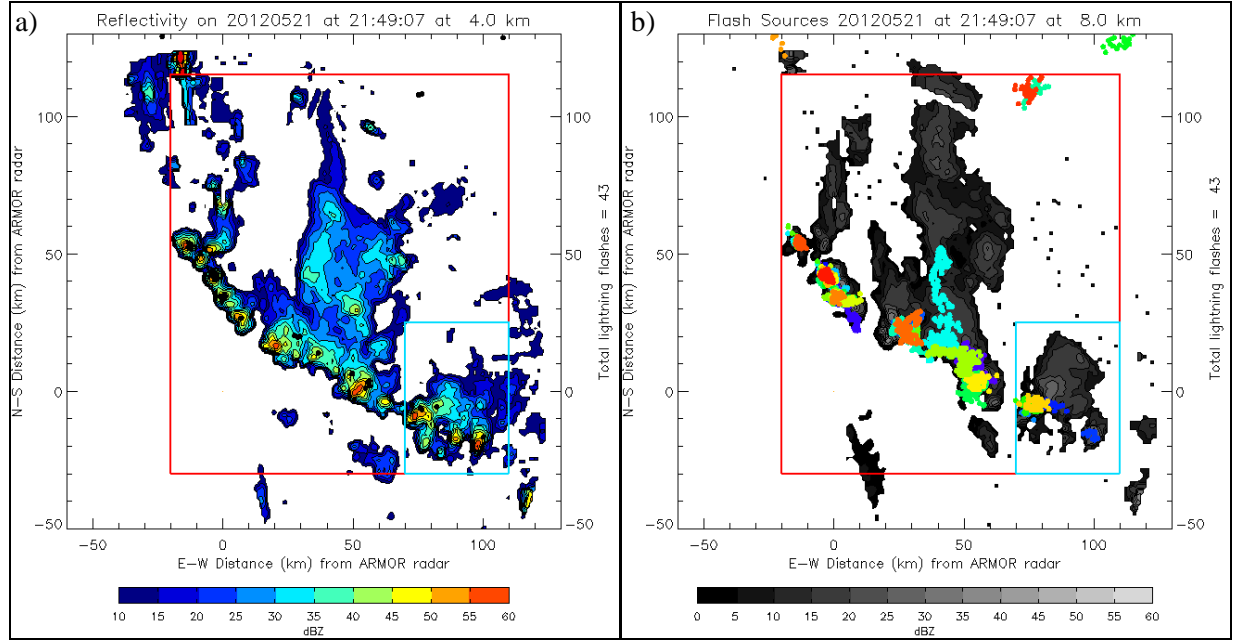 a)
Reflectivity on 20120521 at 21:49:07 at 4.0 km
100
50
0
−50
N−S Distance (km) from ARMOR radar
100
50
0
−50
Total lightning flashes = 43
−50 0 50 100
E−W Distance (km) from ARMOR radar
10 15 20 25 30 35 40 45 50 55 60
dBZ
b)
Flash Sources 20120521 at 21:49:07 at 8.0 km
100
50
0
−50
N−S Distance (km) from ARMOR radar
100
50
0
−50
Total lightning flashes = 43
−50 0 50 100
E−W Distance (km) from ARMOR radar
0 5 10 15 20 25 30 35 40 45 50 55 60
dBZ